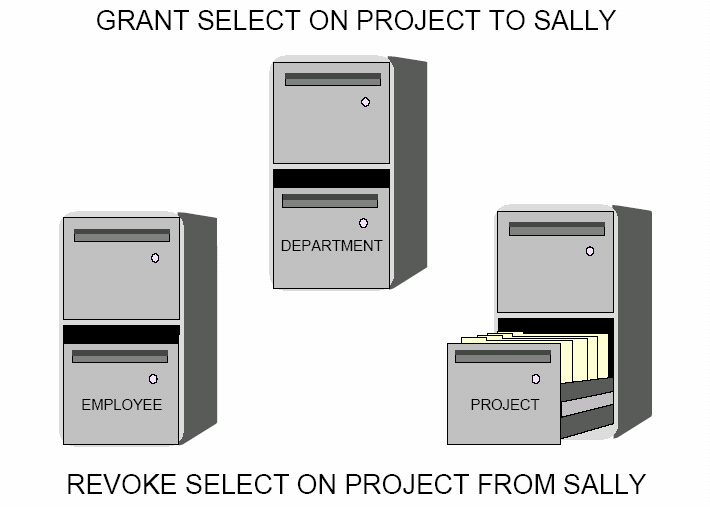 GRANT SELECT ON PROJECT TO SALLY
DEPARTMENT
EMPLOYEE
PROJECT
REVOKE SELECT ON PROJECT FROM SALLY